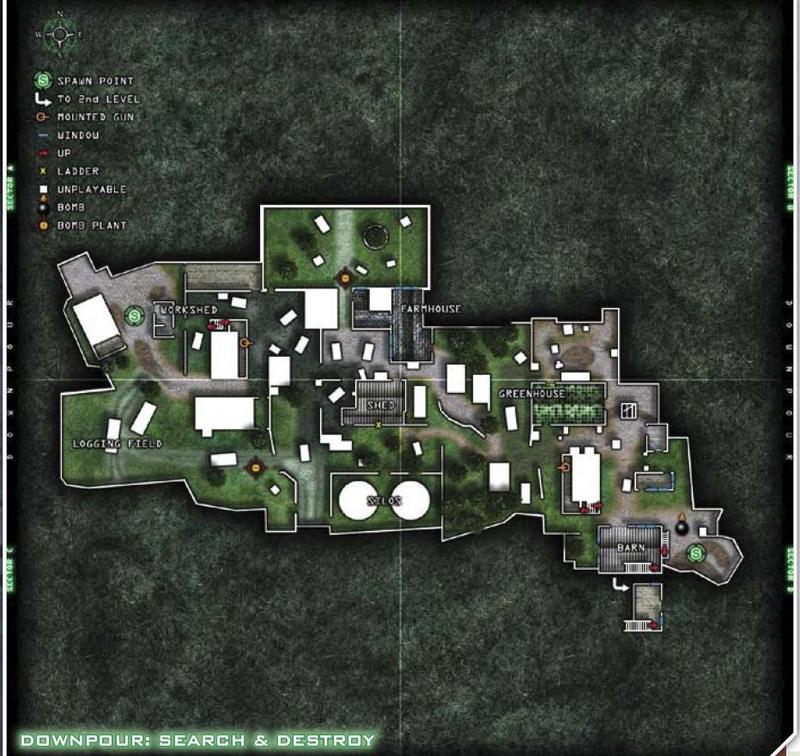 N
W E
S
S SPAWN POINT
TO 2nd LEVEL
MOUNTED GUN
WINDOW
UP
x LADDER
UNPLAYABLE
BOMB
BOMB PLANT
SECTOR A
SECTOR B
DOWNPOUR
DOWNPOUR
FARMHOUSE
S
WORKSHED
GREENHOUSE
SHED
LOGGING FIELD
SILOS
H
BARN
S
SECTOR C
SECTOR D
DOWNPOUR: SEARCH & DESTROY